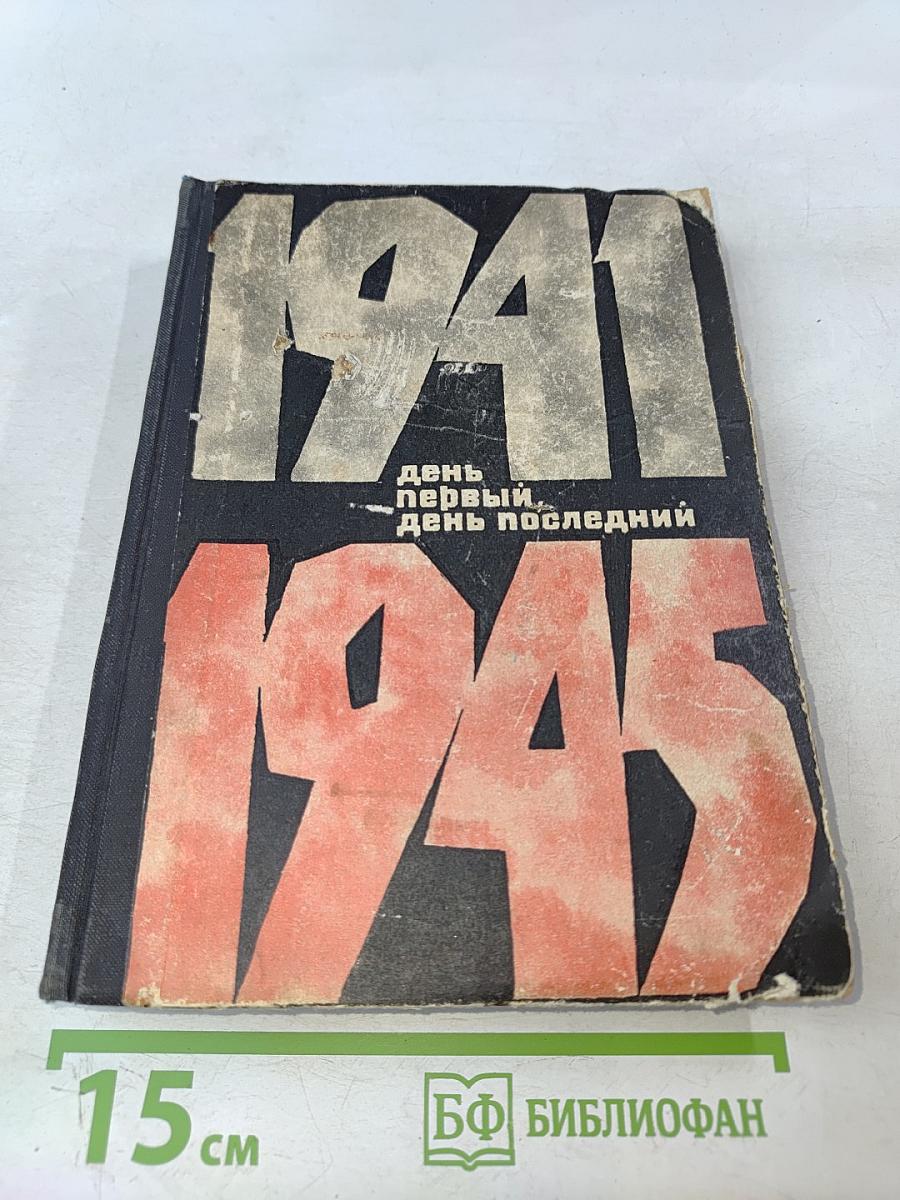 1941
день
первый,
день последний
1945
15 см
БФ БИБЛИОФАН